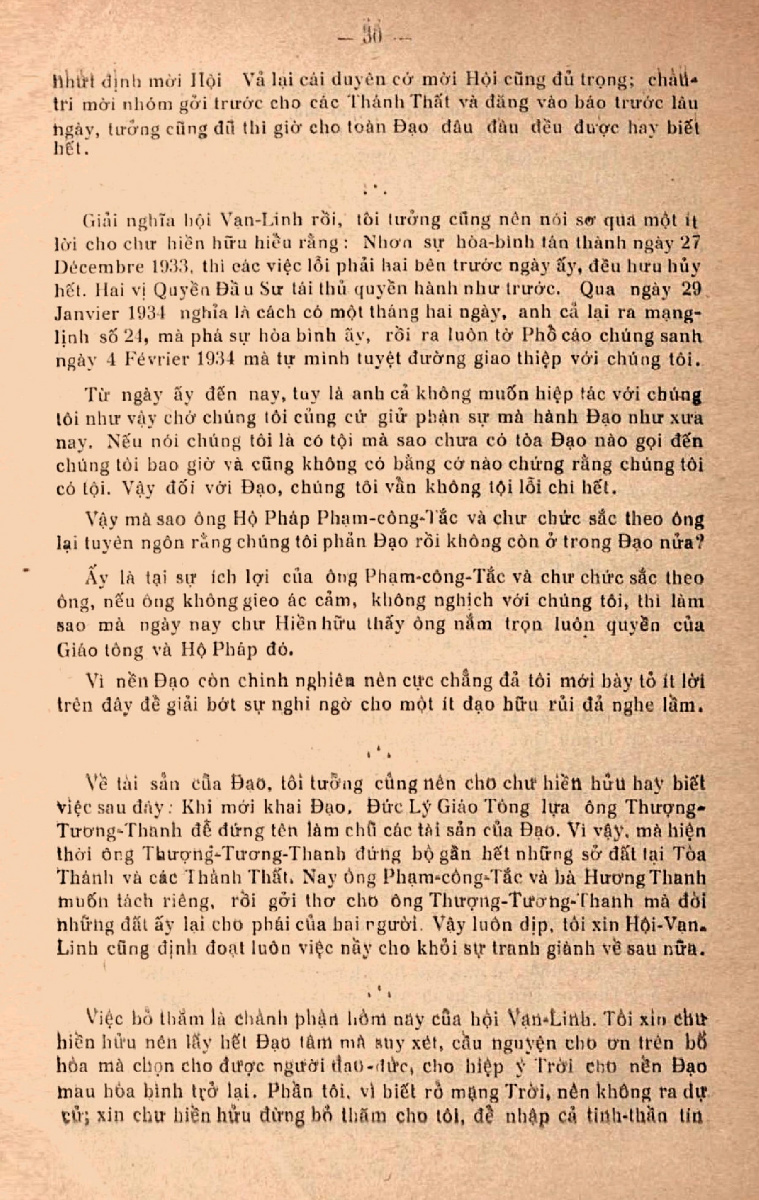 — 30 —
nhứt định mời Hội Vả lại cái duyên cớ mời Hội cũng đủ trọng; châu-
tri mời nhóm gởi trước cho các Thánh Thất và đăng vào báo trước lâu
ngày, tưởng cũng đủ thì giờ cho toàn Đạo đâu đâu đều được hay biết
hết.
Giải nghĩa hội Vạn-Linh rồi, tôi tưởng cũng nên nói sơ qua một ít
lời cho chư hiền hữu hiểu rằng: Nhơn sự hòa-bình tán thành ngày 27
Décembre 1933, thì các việc lỗi phải hai bên trước ngày ấy, đều hưu hủy
hết. Hai vị Quyền Đầu Sư tái thủ quyền hành như trước. Qua ngày 29
Janvier 1934 nghĩa là cách có một tháng hai ngày, anh cả lại ra mạng-
lịnh số 24, mà phá sự hòa bình ấy, rồi ra luôn tờ Phổ cáo chúng sanh
ngày 4 Février 1934 mà tự mình tuyệt đường giao thiệp với chúng tôi.
Từ ngày ấy đến nay, tuy là anh cả không muốn hiệp tác với chúng
tôi như vậy chớ chúng tôi củng cứ giử phận sự mà hành Đạo như xưa
nay. Nếu nói chúng tôi là có tội mà sao chưa có tòa Đạo nào gọi đến
chúng tôi bao giờ và cũng không có bằng cớ nào chứng rằng chúng tôi
có tội. Vậy đối với Đạo, chúng tôi vẩn không tội lỗi chi hết.
Vậy mà sao ông Hộ Pháp Phạm-công-Tắc và chư chức sắc theo ông
lại tuyên ngôn rằng chúng tôi phản Đạo rồi không còn ở trong Đạo nửa?
Ấy là tại sự ích lợi của ông Phạm-công-Tắc và chư chức sắc theo
ông, nếu ông không gieo ác cảm, không nghịch với chúng tôi, thì làm
sao mà ngày nay chư Hiền hữu thấy ông nắm trọn luôn quyền của
Giáo tông và Hộ Pháp đó.
Vì nền Đạo còn chinh nghiên nên cực chẳng đả tôi mới bày tỏ ít lời
trên đây để giải bớt sự nghi ngờ cho một ít đạo hữu rủi đả nghe lầm.
Về tài sản của Đạo, tôi tưởng củng nên cho chư hiền hửu hay biết
việc sau đây: Khi mới khai Đạo, Đức Lý Giáo Tông lựa ông Thượng-
Tương-Thanh để đứng tên làm chủ các tài sản của Đạo. Vì vậy, mà hiện
thời ông Thượng-Tương-Thanh đứng bộ gần hết những sở đất tại Tòa
Thánh và các Thành Thất. Nay ông Phạm-công-Tắc và bà Hương Thanh
muốn tách riêng, rồi gởi thơ cho ông Thượng-Tương-Thanh mà đòi
những đất ấy lại cho phái của hai người. Vậy luôn dịp, tôi xin Hội-Vạn-
Linh cũng định đoạt luôn việc nầy cho khỏi sự tranh giành về sau nữa.
Việc bỏ thăm là chánh phận hôm nay của hội Vạn-Linh. Tôi xin chư
hiền hửu nên lấy hết Đạo tâm mà suy xét, cầu nguyện cho ơn trên bố
hóa mà chọn cho được người đạo-đức, cho hiệp ý Trời cho nền Đạo
mau hòa bình trở lại. Phần tôi, vì biết rỏ mạng Trời, nên không ra dự
cử; xin chư hiền hửu đừng bỏ thăm cho tôi, để nhập cả tinh-thần tín